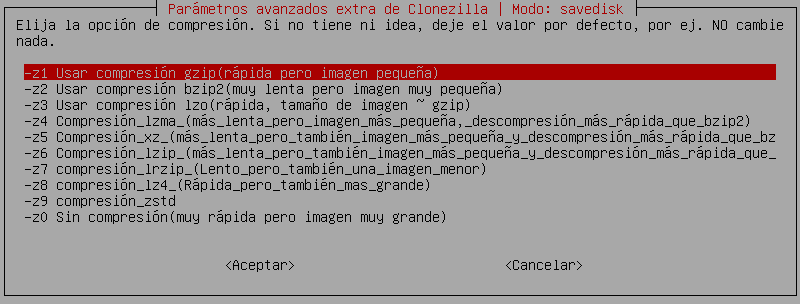 Parámetros avanzados extra de Clonezilla | Modo: savedisk
Elija la opción de compresión. Si no tiene ni idea, deje el valor por defecto, por ej. NO cambie
nada.
-z1 Usar compresión gzip(rápida pero imagen pequeña)
-z2 Usar compresión bzip2(muy lenta pero imagen muy pequeña)
-z3 Usar compresión lzo(rápida, tamaño de imagen ~ gzip)
-z4 Compresión_lzma_(más_lenta_pero_imagen_más_pequeña,_descompresión_más_rápida_que_bzip2)
-z5 Compresión_xz_(más_lenta_pero_también_imagen_más_pequeña_y_descompresión_más_rápida_que_bz
-z6 Compresión_lzip_(más_lenta_pero_también_imagen_más_pequeña_y_descompresión_más_rápida_que_
-z7 compresión_lrzip_(Lento_pero_también_una_imagen_menor)
-z8 compresión_lz4_(Rápida_pero_también_mas_grande)
-z9 compresión_zstd
-z0 Sin compresión(muy rápida pero imagen muy grande)
<Aceptar> <Cancelar>